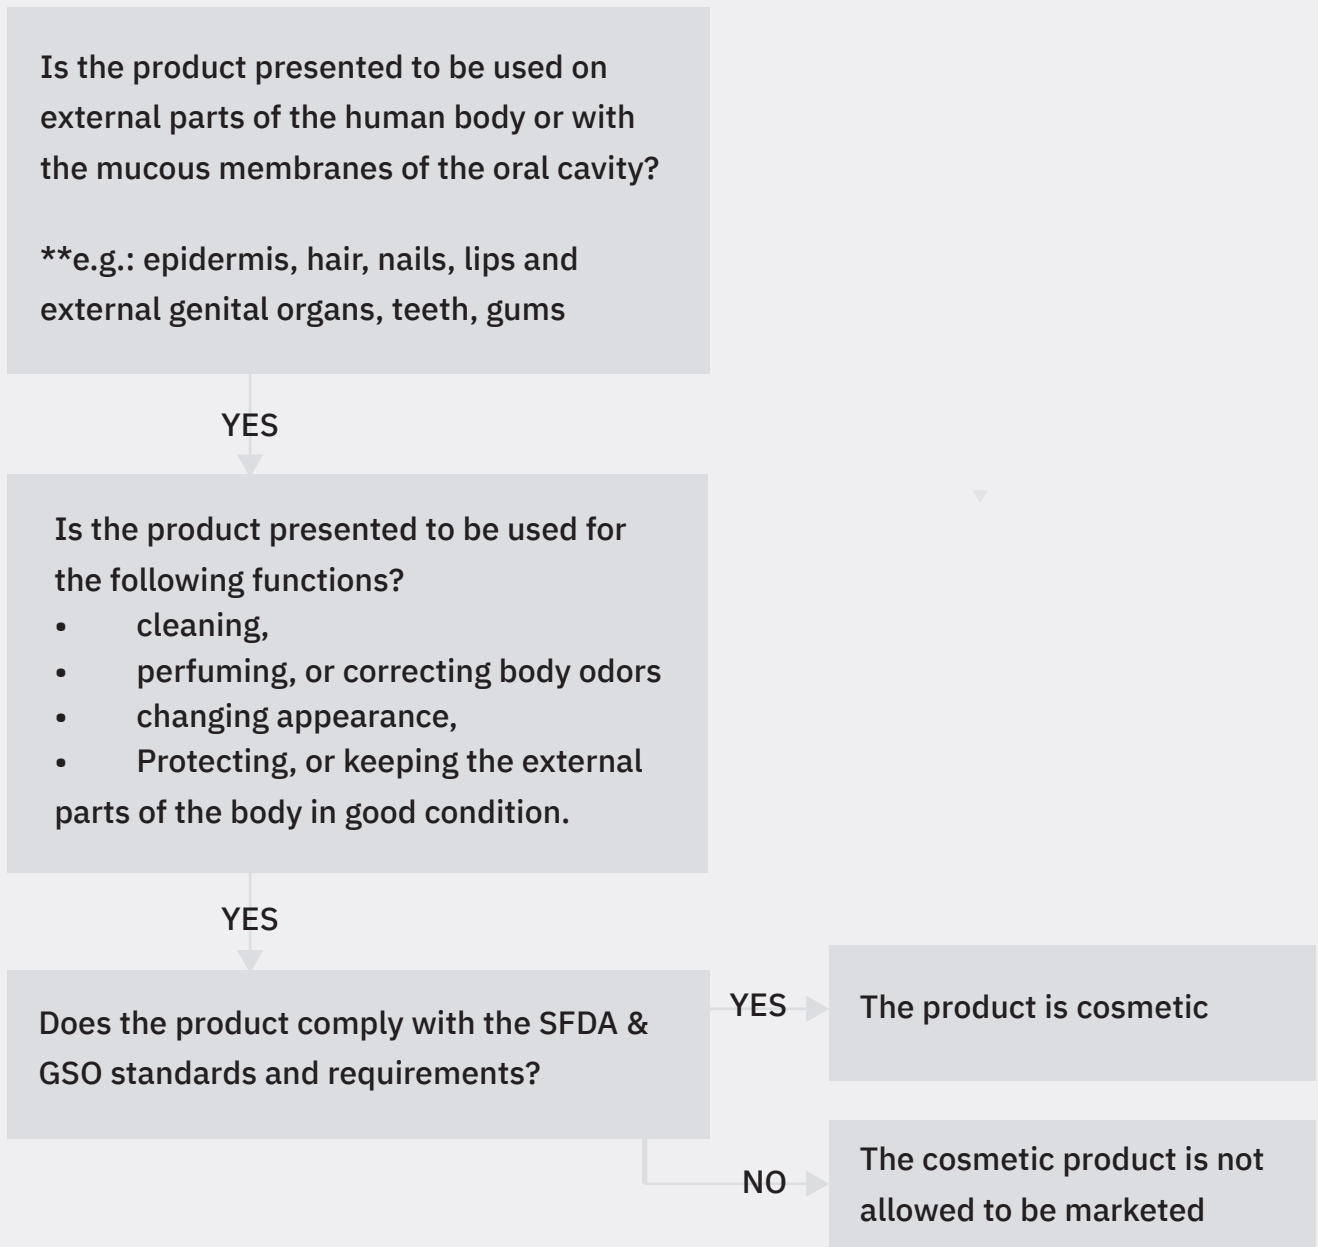 Is the product presented to be used on
external parts of the human body or with
the mucous membranes of the oral cavity?
**e.g.: epidermis, hair, nails, lips and
external genital organs, teeth, gums
YES
Is the product presented to be used for
the following functions?
• cleaning,
• perfuming, or correcting body odors
• changing appearance,
• Protecting, or keeping the external
parts of the body in good condition.
YES
Does the product comply with the SFDA &
GSO standards and requirements?
YES
The product is cosmetic
NO
The cosmetic product is not
allowed to be marketed